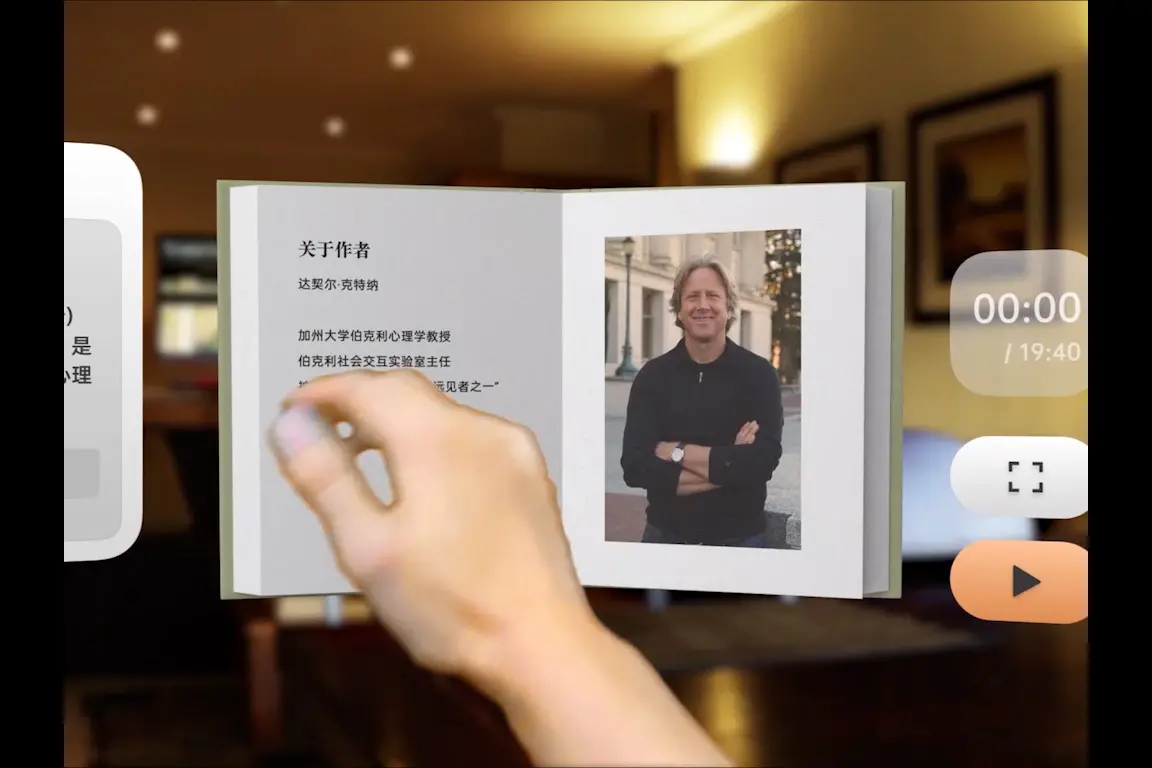 )
是
心理
关于作者
达契尔·克特纳
加州大学伯克利心理学教授
伯克利社会交互实验室主任
远见者之一”
00:00
/ 19:40